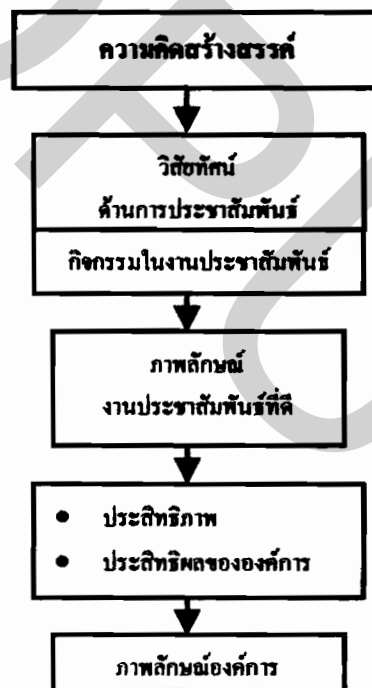 ความคิดสร้างสรรค์
วิสัยทัศน์
ด้านการประชาสัมพันธ์
กิจกรรมในงานประชาสัมพันธ์
ภาพลักษณ์
งานประชาสัมพันธ์ที่ดี
● ประสิทธิภาพ
● ประสิทธิผลขององค์การ
ภาพลักษณ์องค์การ